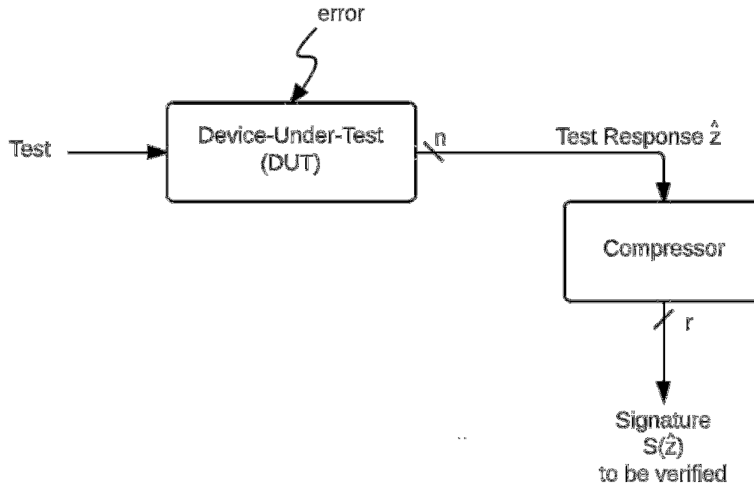 error
Device-Under-Test
(DUT)
Test
n
Test Response ẑ
Compressor
r
Signature
S(ẑ)
to be verified